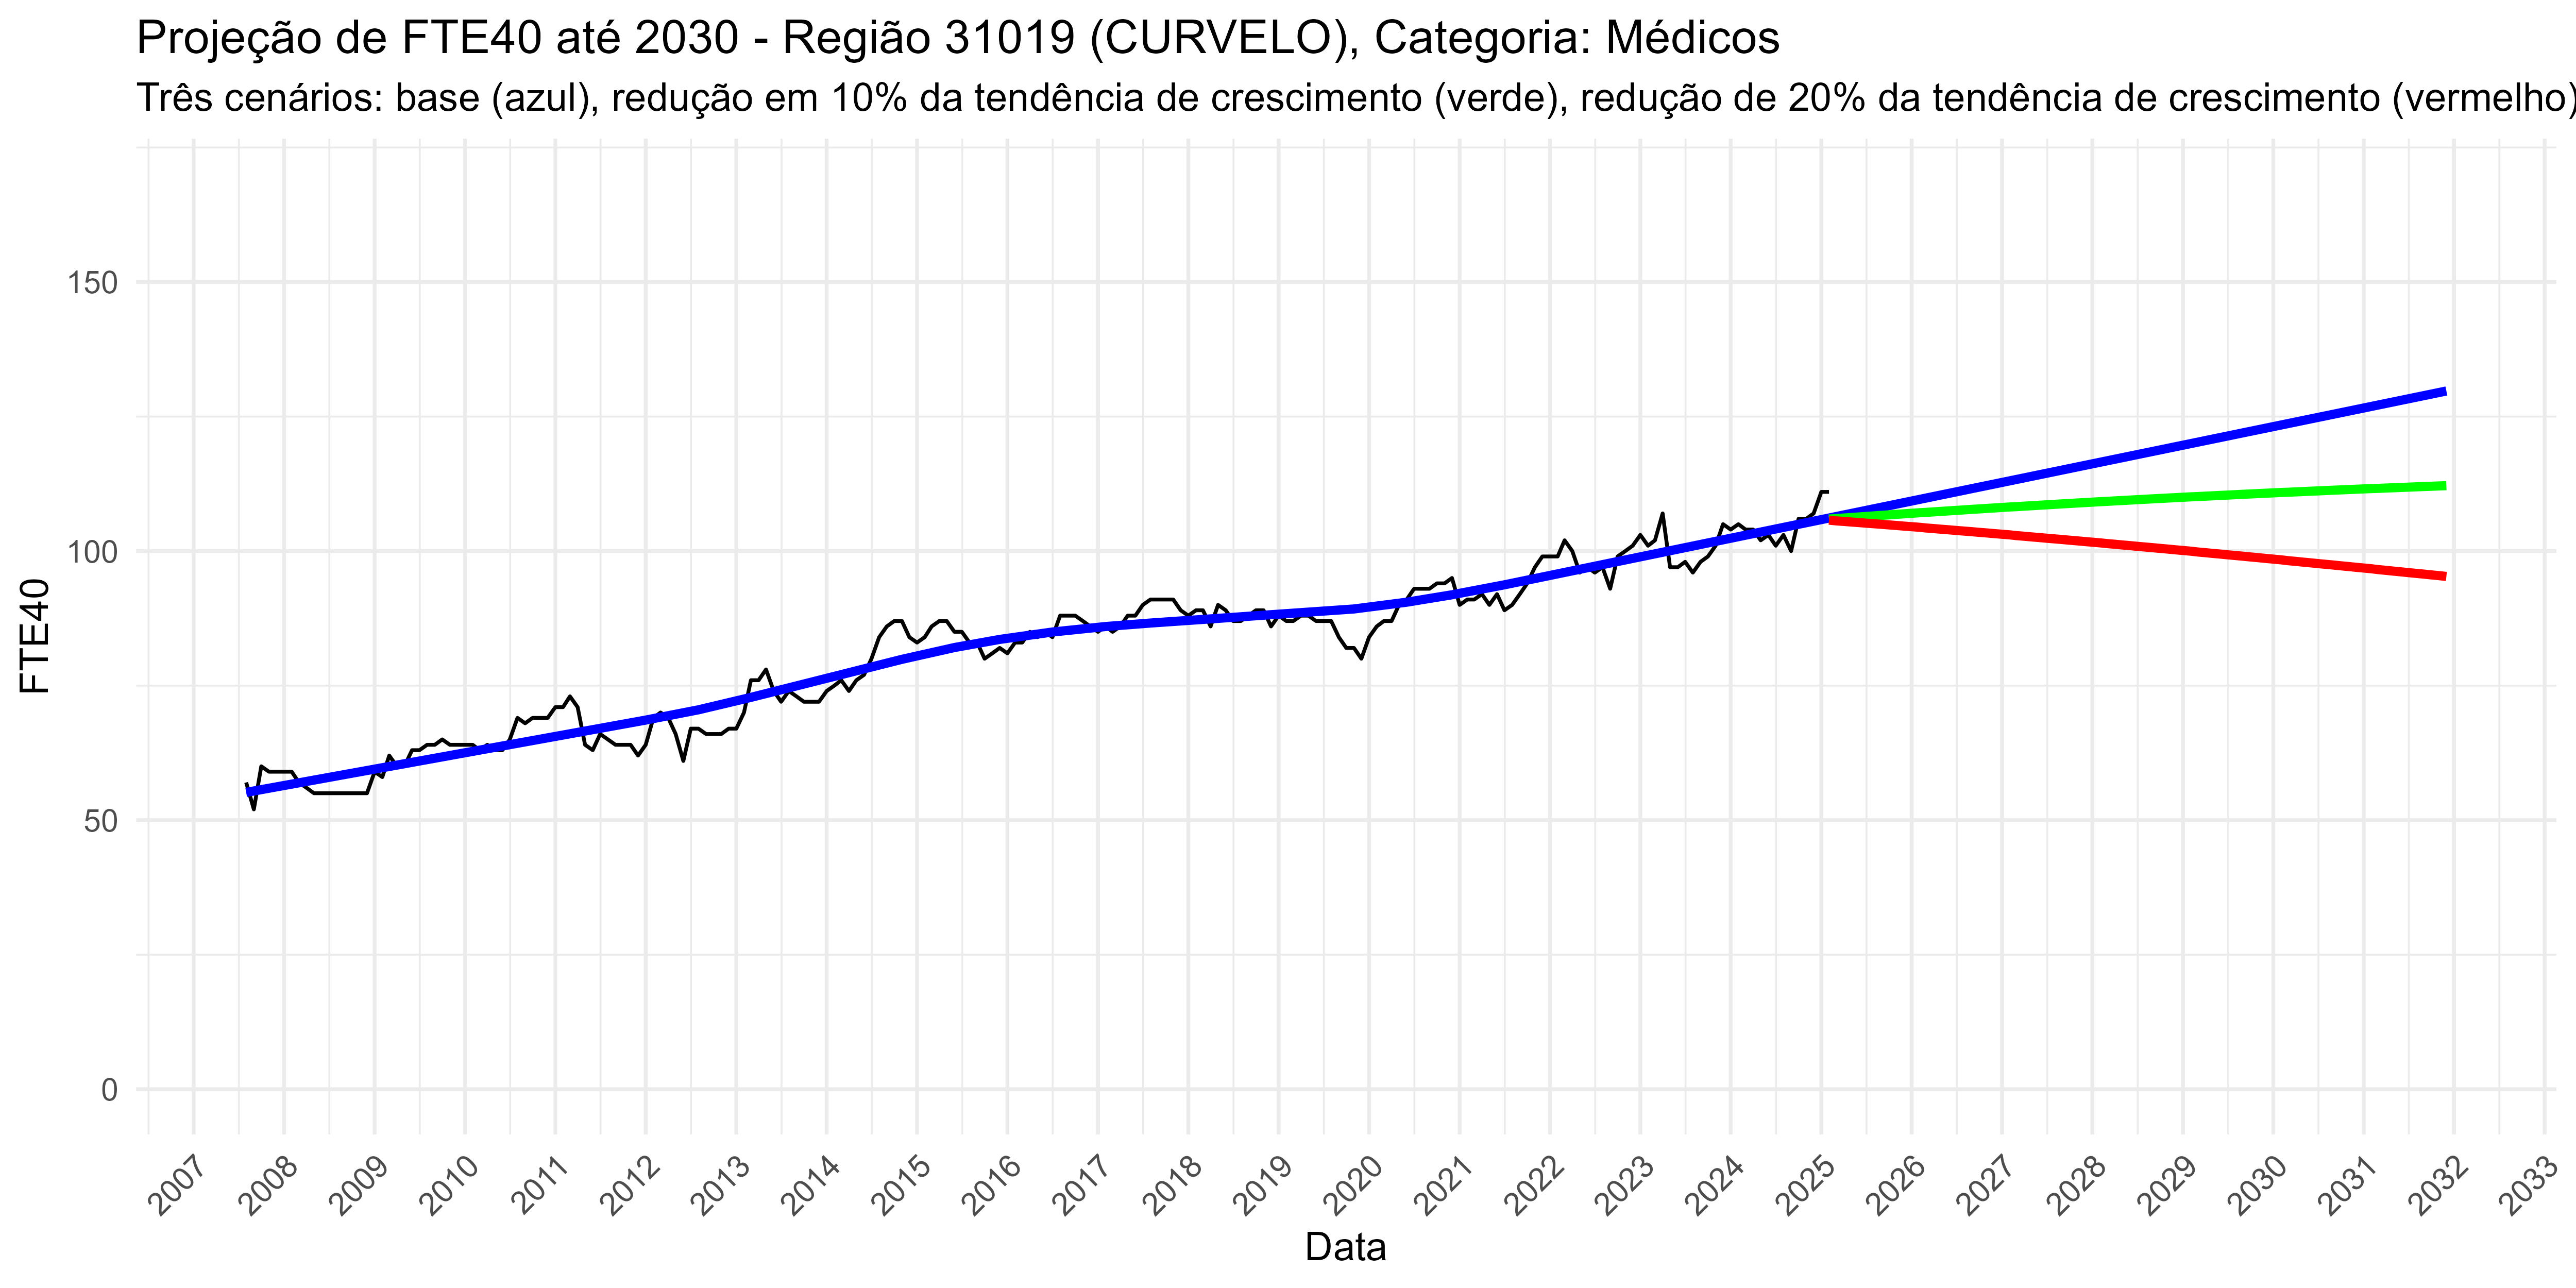 Projeção de FTE40 até 2030 - Região 31019 (CURVELO), Categoria: Médicos
Três cenários: base (azul), redução em 10% da tendência de crescimento (verde), redução de 20% da tendência de crescimento (vermelho)
150
100
50
0
FTE40
2007 2008 2009 2010 2011 2012 2013 2014 2015 2016 2017 2018 2019 2020 2021 2022 2023 2024 2025 2026 2027 2028 2029 2030 2031 2032 2033
Data